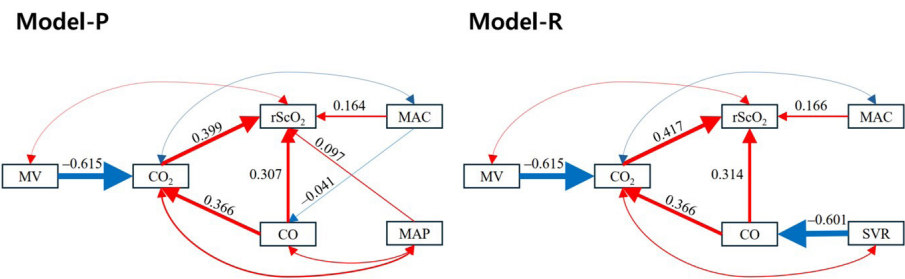 Model-P
Model-R
rScO2
0.164
MAC
0.399
0.097
MV
–0.615
CO2
0.307
–0.041
0.366
CO
MAP
rScO2
0.166
MAC
0.417
MV
–0.615
CO2
0.314
0.366
CO
–0.601
SVR